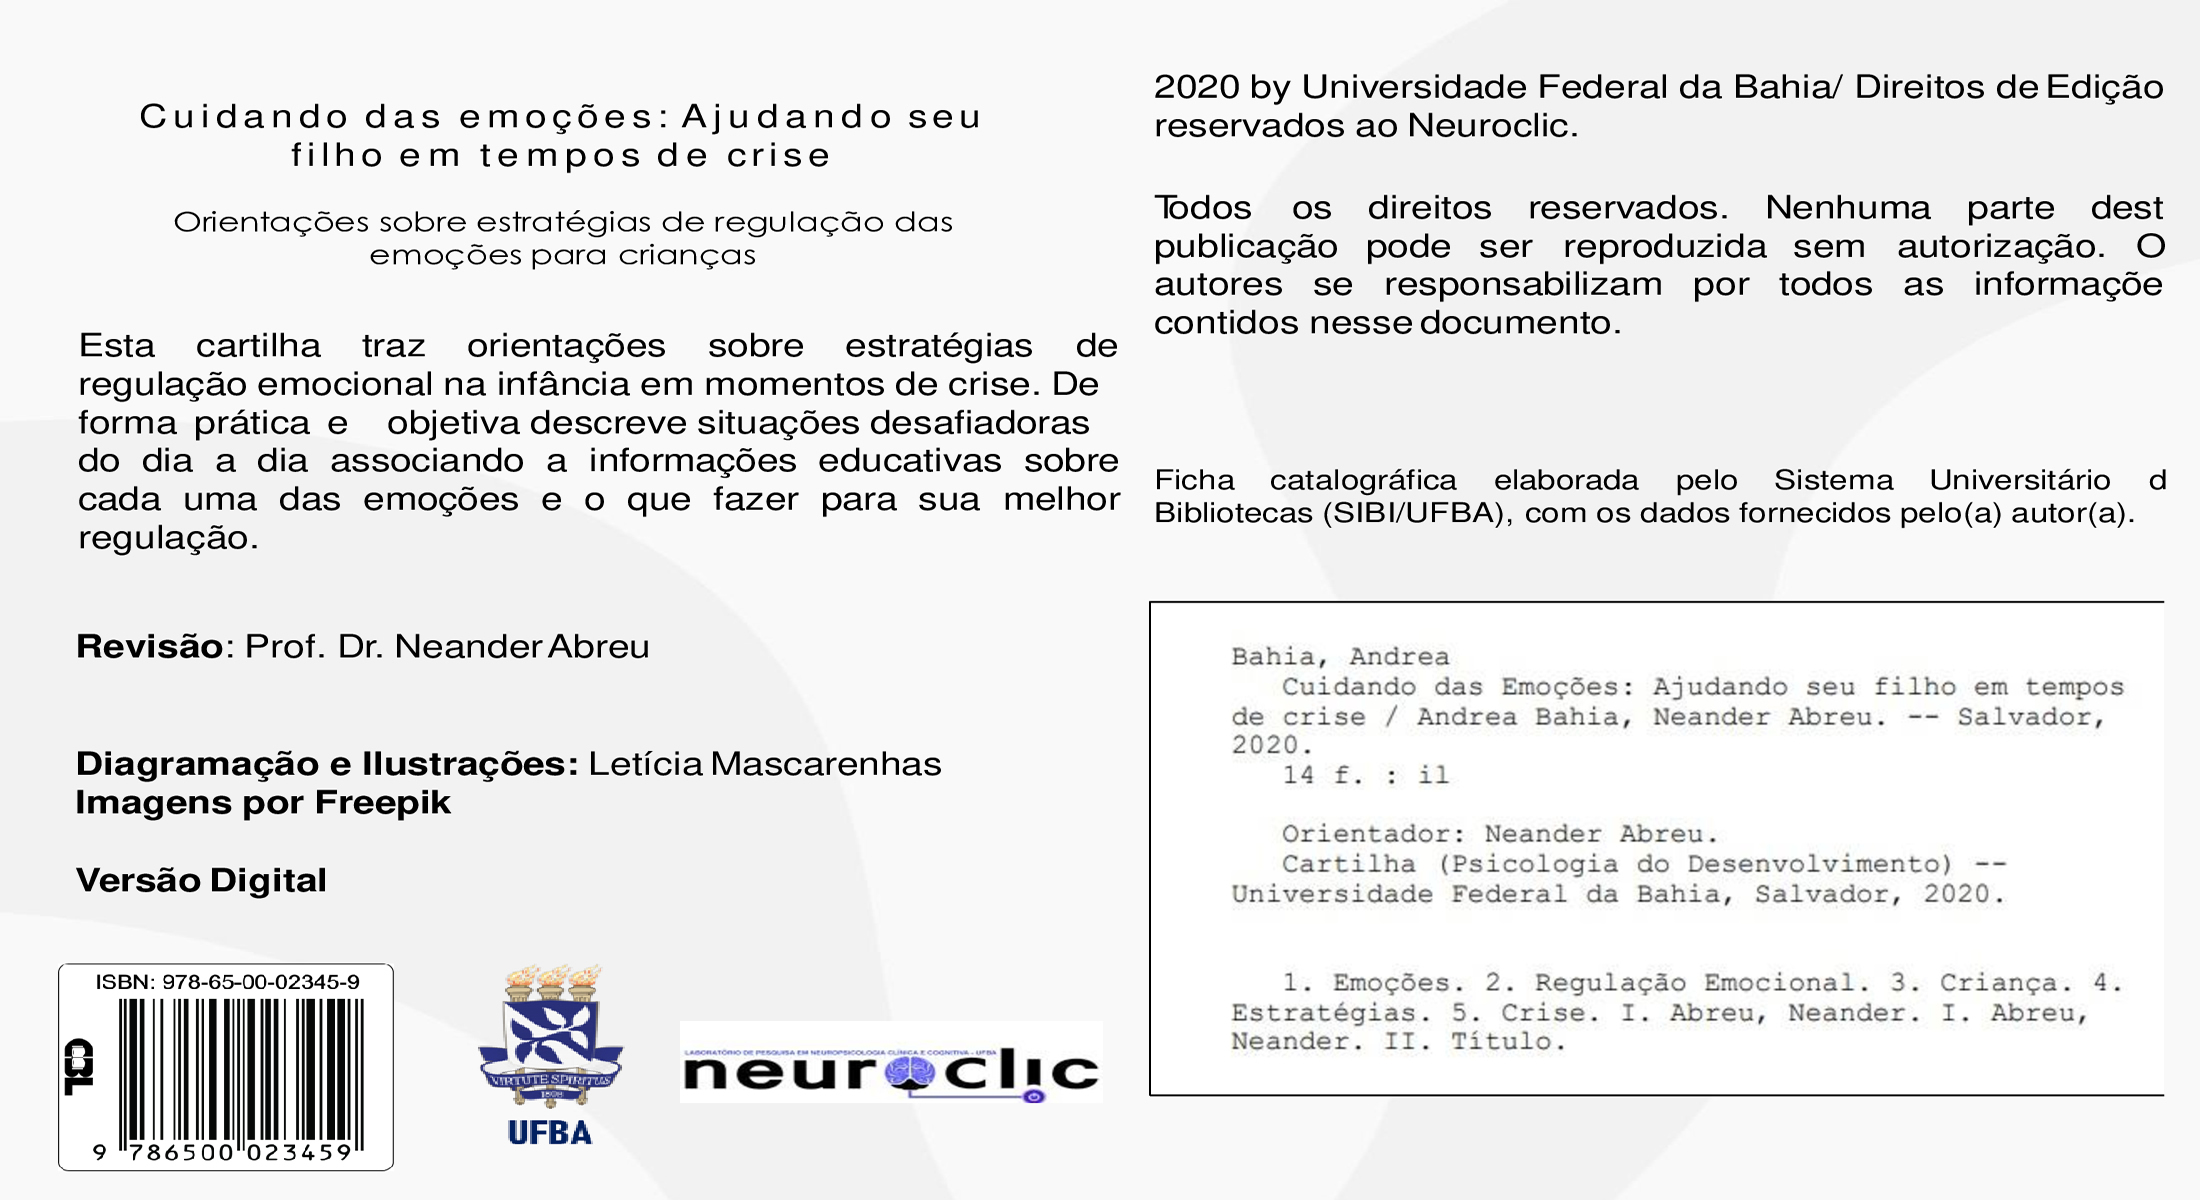 Cuidando das emoções: Ajudando seu
filho em tempos de crise
Orientações sobre estratégias de regulação das
emoções para crianças
Esta cartilha traz orientações sobre estratégias de
regulação emocional na infância em momentos de crise. De
forma prática e objetiva descreve situações desafiadoras
do dia a dia associando a informações educativas sobre
cada uma das emoções e o que fazer para sua melhor
regulação.
Revisão: Prof. Dr. Neander Abreu
Diagramação e Ilustrações: Letícia Mascarenhas
Imagens por Freepik
Versão Digital
ISBN: 978-65-00-02345-9
CBL
9 786500 023459
VIRTUTE SPIRITUS
1808
UFBA
LABORATÓRIO DE PESQUISA EM NEUROPSICOLOGIA CLÍNICA E COGNITIVA - UFBA
neuroclic
2020 by Universidade Federal da Bahia/ Direitos de Edição
reservados ao Neuroclic.
Todos os direitos reservados. Nenhuma parte dest
publicação pode ser reproduzida sem autorização. O
autores se responsabilizam por todos as informaçõe
contidos nesse documento.
Ficha catalográfica elaborada pelo Sistema Universitário d
Bibliotecas (SIBI/UFBA), com os dados fornecidos pelo(a) autor(a).
Bahia, Andrea
Cuidando das Emoções: Ajudando seu filho em tempos
de crise / Andrea Bahia, Neander Abreu. -- Salvador,
2020.
14 f. : il
Orientador: Neander Abreu.
Cartilha (Psicologia do Desenvolvimento) --
Universidade Federal da Bahia, Salvador, 2020.
1. Emoções. 2. Regulação Emocional. 3. Criança. 4.
Estratégias. 5. Crise. I. Abreu, Neander. I. Abreu,
Neander. II. Título.